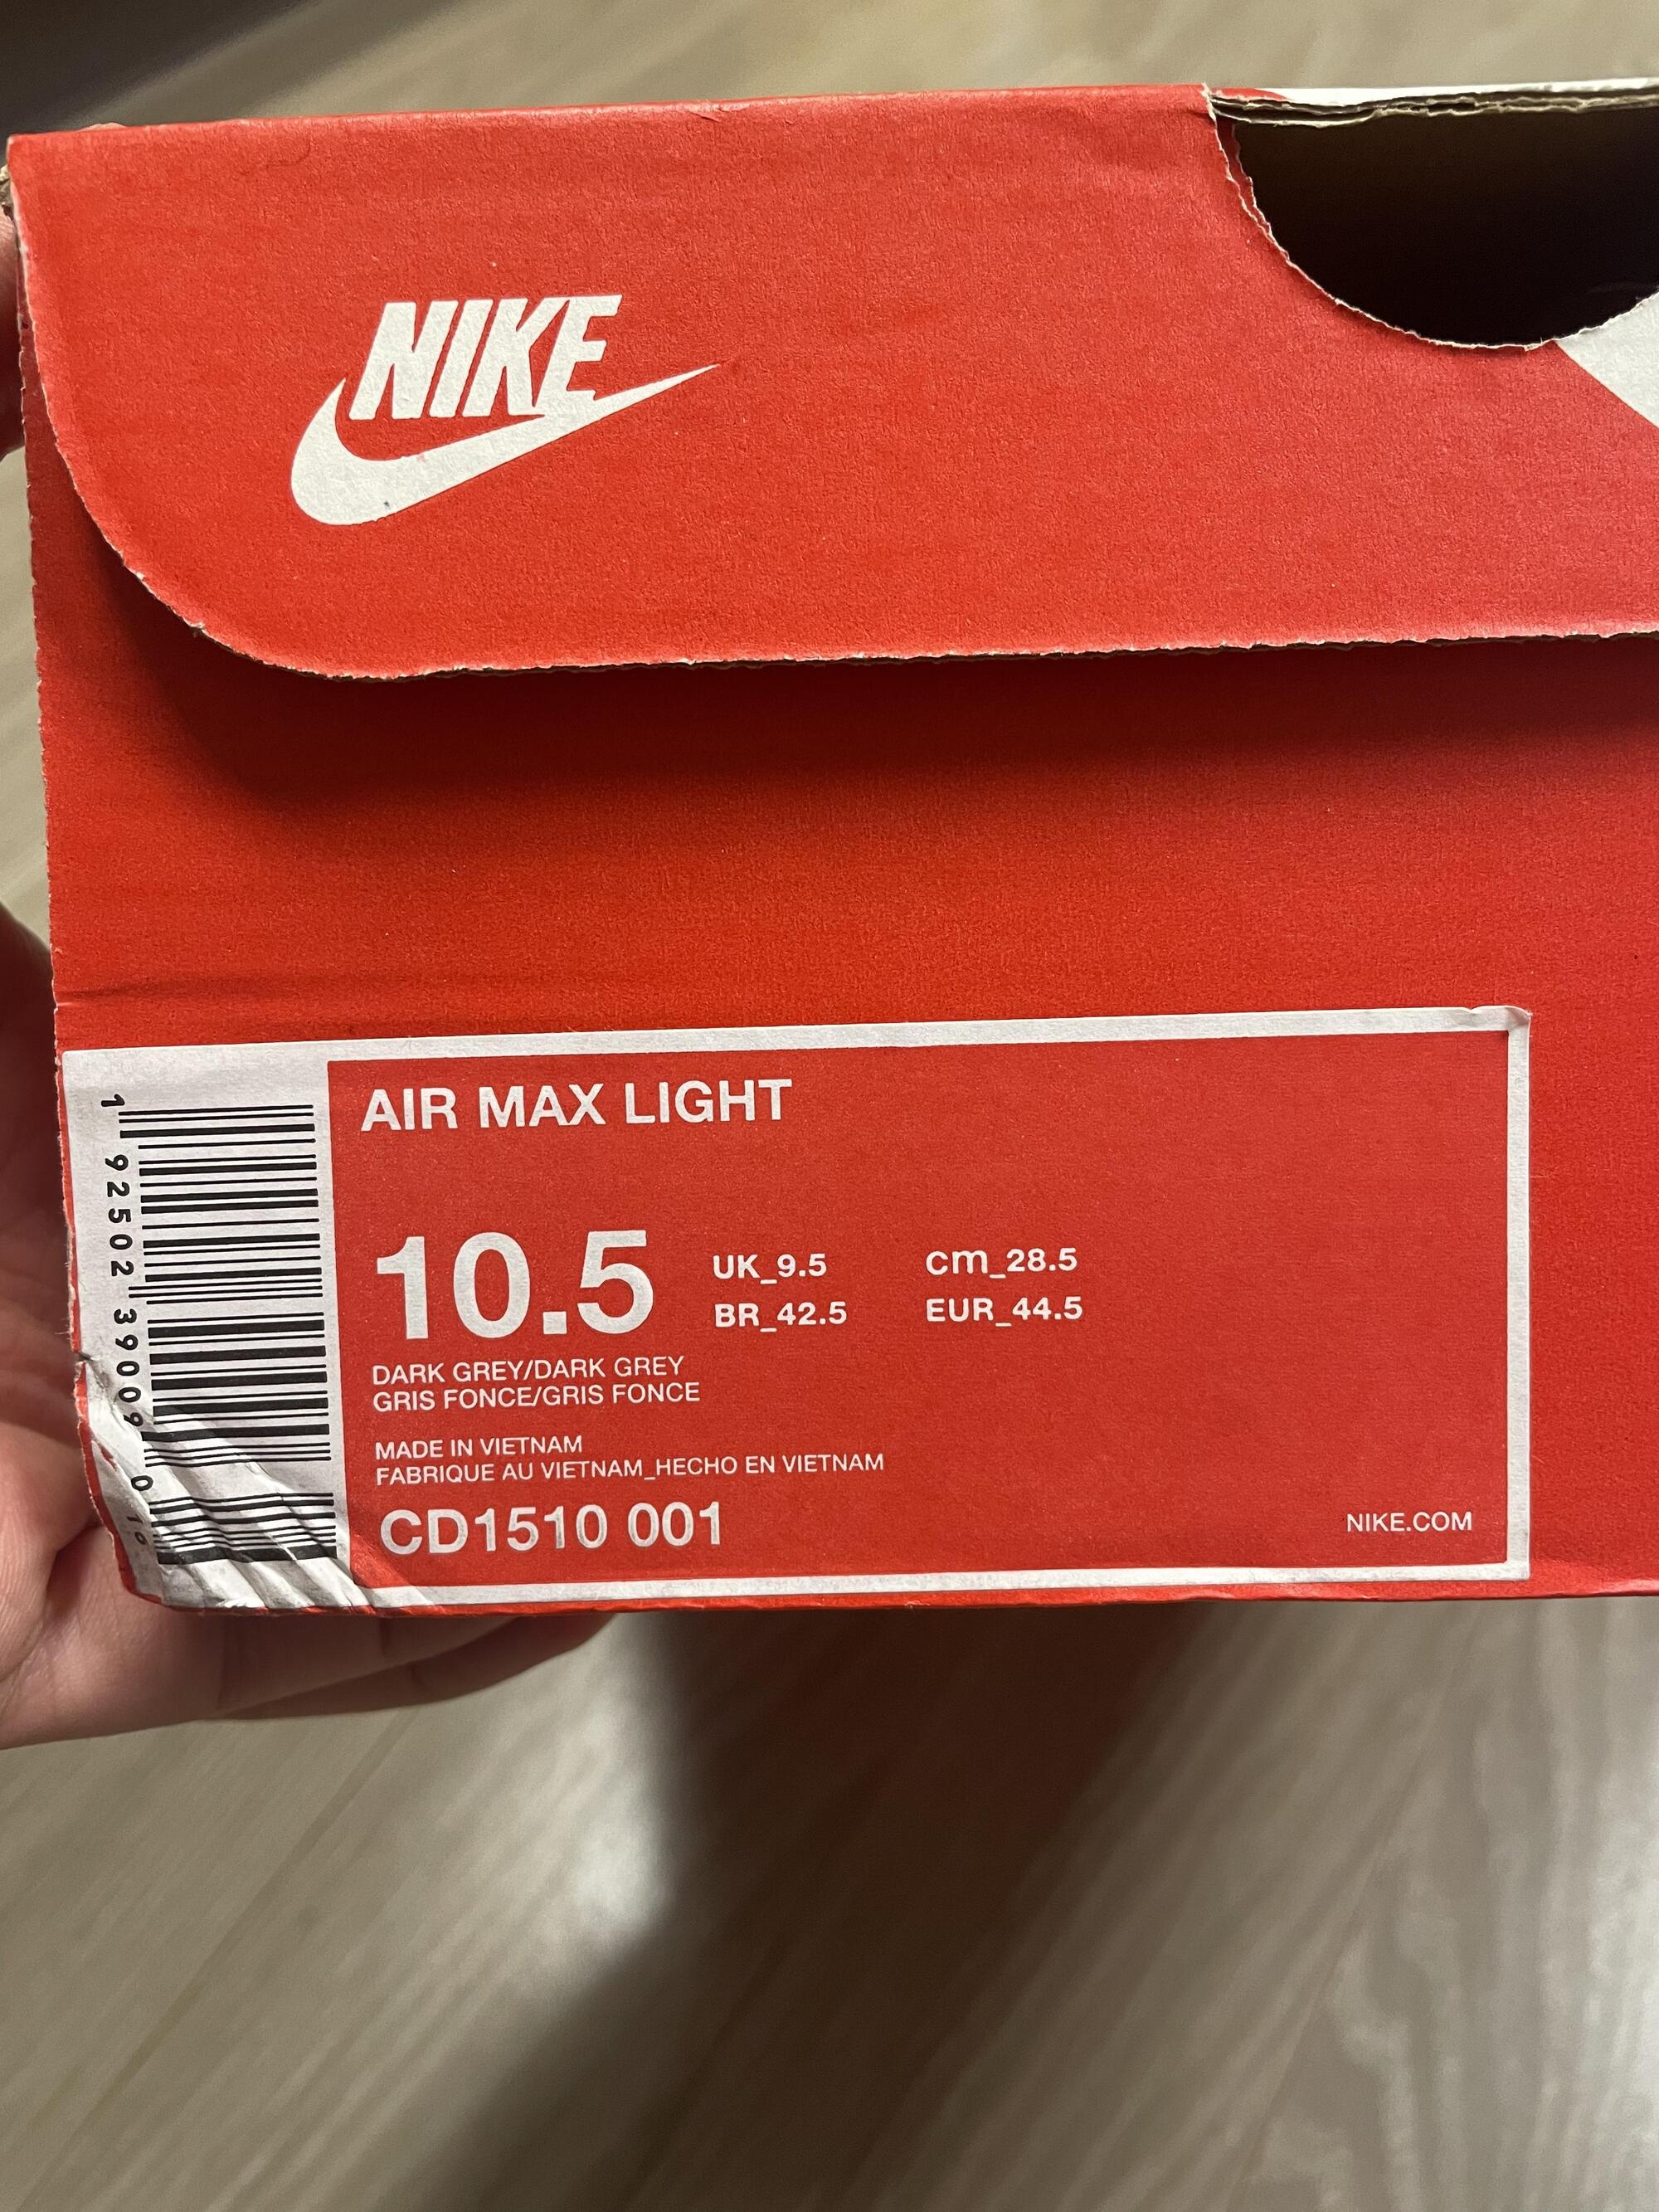 NIKE
AIR MAX LIGHT
10.5
UK_9.5 cm_28.5
BR_42.5 EUR_44.5
DARK GREY/DARK GREY
GRIS FONCE/GRIS FONCE
MADE IN VIETNAM
FABRIQUE AU VIETNAM_HECHO EN VIETNAM
CD1510 001
NIKE.COM
1 92502 39009 0